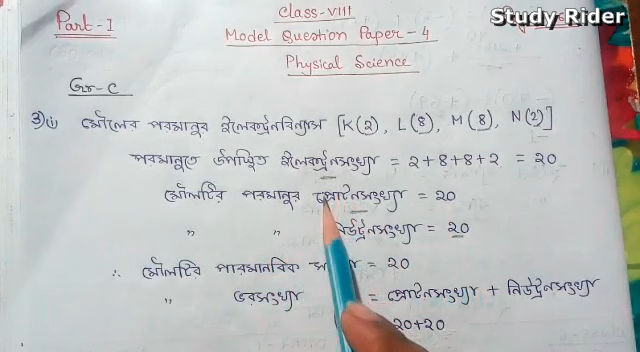 Study Rider
Part-I
Class-VIII
Model Question Paper-4
Physical Science
Gr-C
3)(i) মৌলের পরমানুর ইলেকট্রনবিন্যাস [K(2), L(8), M(8), N(2)]
পরমানুতে উপস্থিত ইলেকট্রনসংখ্যা = 2+8+8+2 = 20
মৌলটির পরমানুর প্রোটনসংখ্যা = 20
" " নিউট্রনসংখ্যা = 20
∴ মৌলটির পারমানবিক = 20
" ভরসংখ্যা = প্রোটনসংখ্যা + নিউট্রনসংখ্যা
20+20